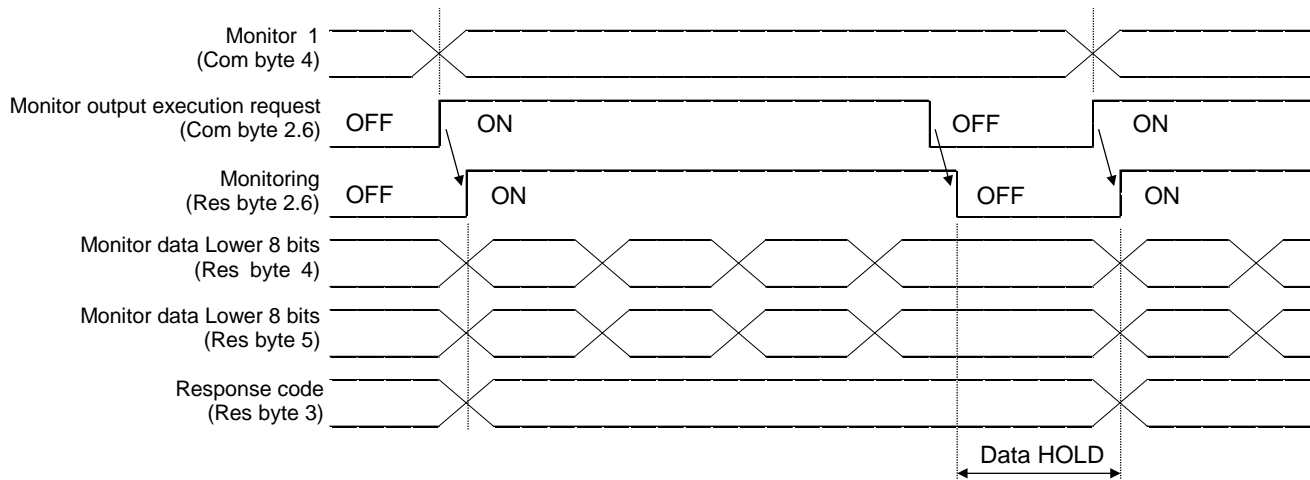 Monitor 1
(Com byte 4)
Monitor output execution request
(Com byte 2.6)
OFF ON OFF ON
Monitoring
(Res byte 2.6)
OFF ON OFF ON
Monitor data Lower 8 bits
(Res byte 4)
Monitor data Lower 8 bits
(Res byte 5)
Response code
(Res byte 3)
Data HOLD